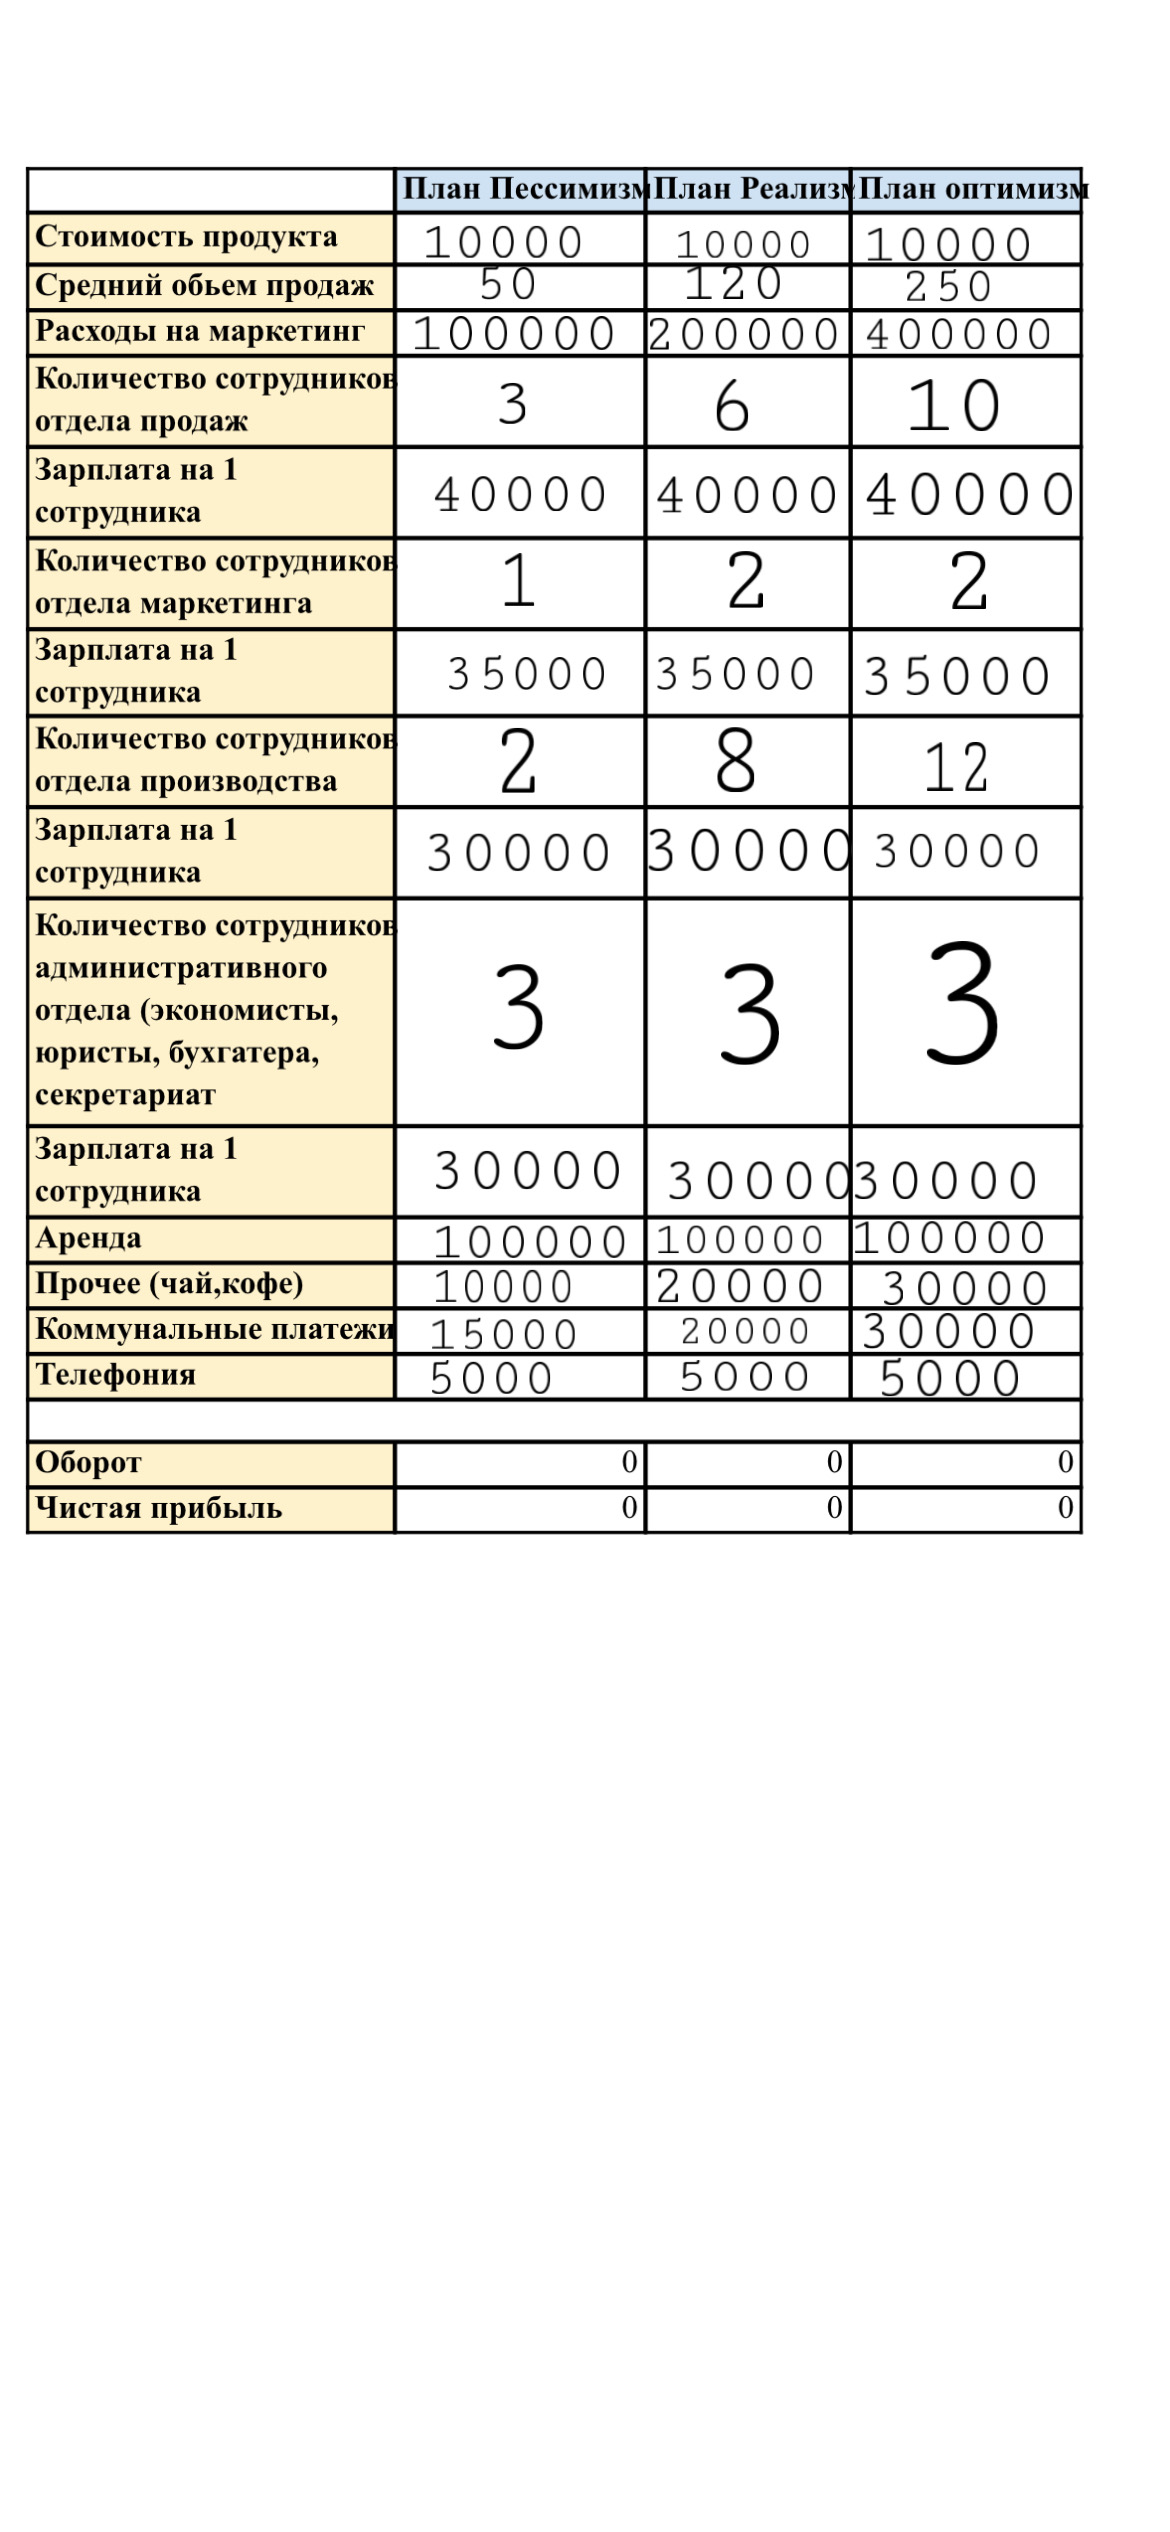 План Пессимизм План Реализм План оптимизм
Стоимость продукта 10000 10000 10000
Средний обьем продаж 50 120 250
Расходы на маркетинг 100000 200000 400000
Количество сотрудников
отдела продаж 3 6 10
Зарплата на 1
сотрудника 40000 40000 40000
Количество сотрудников
отдела маркетинга 1 2 2
Зарплата на 1
сотрудника 35000 35000 35000
Количество сотрудников
отдела производства 2 8 12
Зарплата на 1
сотрудника 30000 30000 30000
Количество сотрудников
административного
отдела (экономисты, 3 3 3
юристы, бухгатера,
секретариат
Зарплата на 1
сотрудника 30000 30000 30000
Аренда 100000 100000 100000
Прочее (чай,кофе) 10000 20000 30000
Коммунальные платежи 15000 20000 30000
Телефония 5000 5000 5000
Оборот 0 0 0
Чистая прибыль 0 0 0